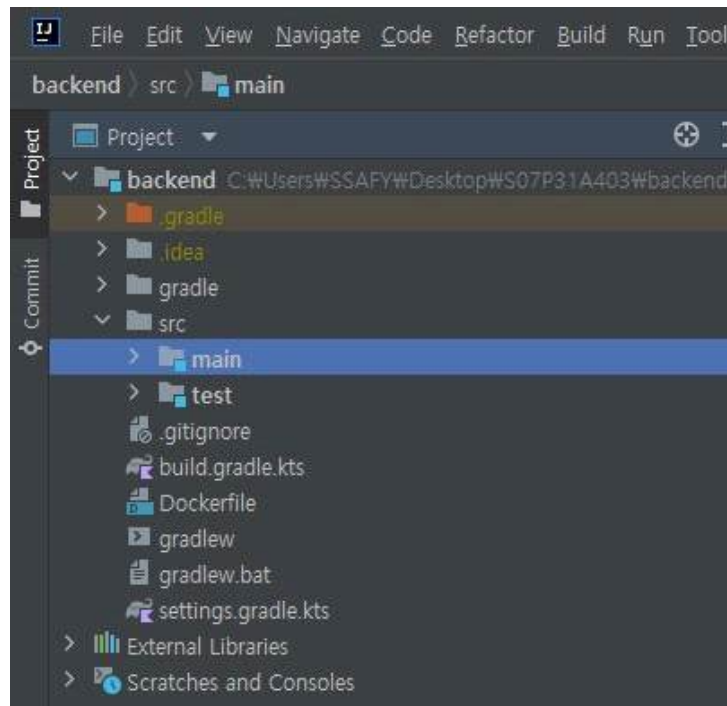 IJ File Edit View Navigate Code Refactor Build Run Tool
backend src main
Project
backend C:₩Users₩SSAFY₩Desktop₩S07P31A403₩backend
.gradle
.idea
gradle
src
main
test
.gitignore
build.gradle.kts
Dockerfile
gradlew
gradlew.bat
settings.gradle.kts
External Libraries
Scratches and Consoles
Project
Commit